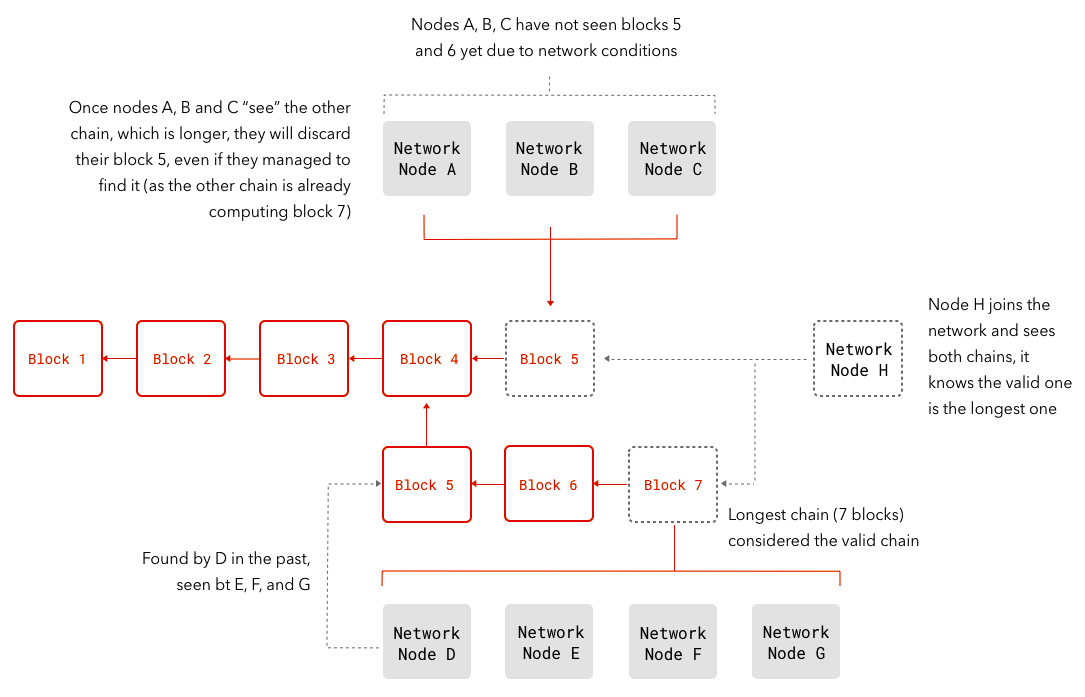 Nodes A, B, C have not seen blocks 5
and 6 yet due to network conditions
Once nodes A, B and C “see” the other
chain, which is longer, they will discard
their block 5, even if they managed to
find it (as the other chain is already
computing block 7)
Network
Node A
Network
Node B
Network
Node C
Block 1
Block 2
Block 3
Block 4
Block 5
Network
Node H
Node H joins the
network and sees
both chains, it
knows the valid one
is the longest one
Block 5
Block 6
Block 7
Longest chain (7 blocks)
considered the valid chain
Found by D in the past,
seen bt E, F, and G
Network
Node D
Network
Node E
Network
Node F
Network
Node G